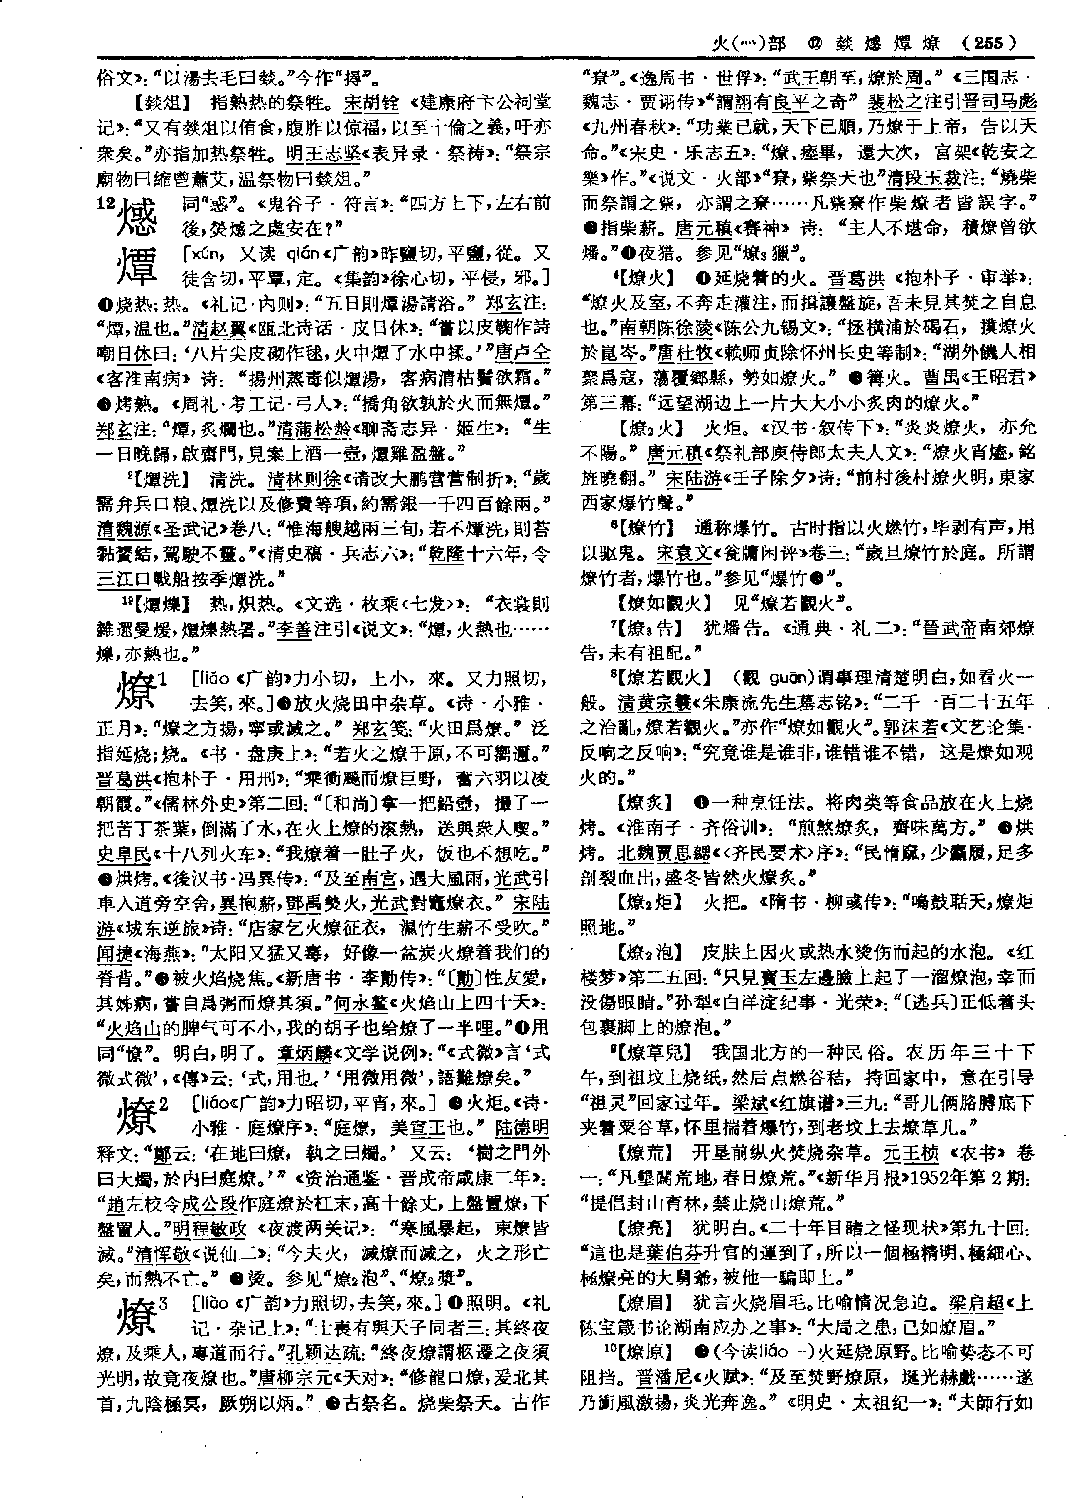 火(灬)部 ⑫ 燅 㷤 燂 燎 (255)
俗文》：“以湯去毛曰燅。”今作“撏”。
【燅俎】 指熱熱的祭牲。宋胡銓《建康府卞公祠堂
记》：“又有燅俎以侑食，腹胙以惊福，以至十倫之義，吁亦
衆矣。”亦指加热祭牲。明王志坚《表异录·祭祷》：“祭宗
廟物曰缩鬯蕭艾，温祭物曰燅俎。”
同“惑”。《鬼谷子·符言》：“四方上下，左右前
後，熒惑之處安在？”
燂 [xún，又读 qián《广韵》昨鹽切，平鹽，從。又
徒含切，平覃，定。《集韵》徐心切，平侵，邪。]
❶烧热；热。《礼记·内则》：“五日則燂湯請浴。”郑玄注：
“燂，温也。”清赵翼《瓯北诗话·皮日休》：“嘗以皮鞠作詩
嘲日休曰：‘八片尖皮砌作毬，火中燂了水中揉。’”唐卢仝
《客淮南病》诗：“揚州蒸毒似燂湯，客病清枯鬢欲霜。”
❷烤熟。《周礼·考工记·弓人》：“撟角欲孰於火而無燂。”
郑玄注：“燂，炙爛也。”清蒲松龄《聊斋志异·姬生》：“生
一日晚歸，啟齋門，見案上酒一壺，燂雞盈盤。”
⁹【燂洗】 清洗。清林则徐《请改大鹏营营制折》：“歲
需弁兵口粮、燂洗以及修費等項，約需銀一千四百餘兩。”
清魏源《圣武记》卷八：“惟海艘越兩三旬，若不燂洗，則苔
黏䘆結，駕駛不靈。”《清史稿·兵志六》：“乾隆十六年，令
三江口戰船按季燂洗。”
¹⁹【燂爍】 熱，炽热。《文选·枚乘〈七发〉》：“衣裳則
雜遝曼煖，燂爍熱暑。”李善注引《说文》：“燂，火熱也……
爍，亦熱也。”
燎1 [liǎo《广韵》力小切，上小，來。又力照切，
去笑，來。]❶放火烧田中杂草。《诗·小雅·
正月》：“燎之方揚，寧或滅之。”郑玄笺：“火田爲燎。”泛
指延烧；烧。《书·盘庚上》：“若火之燎于原，不可嚮邇。”
晋葛洪《抱朴子·用刑》：“乘衝飈而燎巨野，奮六羽以凌
朝霞。”《儒林外史》第二回：“〔和尚〕拿一把鉛壺，撮了一
把苦丁茶葉，倒滿了水，在火上燎的滾熱，送與衆人喫。”
史阜民《十八列火车》：“我燎着一肚子火，饭也不想吃。”
❷烘烤。《後汉书·冯異传》：“及至南宫，遇大風雨，光武引
車入道旁空舍，異抱薪，鄧禹爇火，光武對竈燎衣。”宋陆
游《城东逆旅》诗：“店家乞火燎征衣，濕竹生薪不受吹。”
闻捷《海燕》：“太阳又猛又毒，好像一盆炭火燎着我们的
脊背。”❸被火焰烧焦。《新唐书·李勣传》：“〔勣〕性友愛，
其姊病，嘗自爲粥而燎其須。”何永鳌《火焰山上四十天》：
“火焰山的脾气可不小，我的胡子也给燎了一半哩。”❹用
同“憭”。明白，明了。章炳麟《文学说例》：“《式微》言‘式
微式微’，《傳》云：‘式，用也。’‘用微用微’，語難燎矣。”
燎2 [liáo《广韵》力昭切，平宵，來。] ❶火炬。《诗·
小雅·庭燎序》：“庭燎，美宣王也。”陆德明
释文：“鄭云：‘在地曰燎，執之曰燭。’又云：‘樹之門外
曰大燭，於内曰庭燎。’”《资治通鉴·晋成帝咸康二年》：
“趙左校令成公段作庭燎於杠末，高十餘丈，上盤置燎，下
盤置人。”明程敏政《夜渡两关记》：“寒風暴起，束燎皆
滅。”清恽敬《说仙二》：“今夫火，滅燎而滅之，火之形亡
矣，而熱不亡。”❷烫。参见“燎₂泡”、“燎₂漿”。
燎3 [liào《广韵》力照切，去笑，來。]❶照明。《礼
记·杂记上》：“士喪有與天子同者三：其終夜
燎，及乘人，專道而行。”孔颖达疏：“終夜燎謂柩遷之夜須
光明，故竟夜燎也。”唐柳宗元《天对》：“修龍口燎，爰北其
首，九陰極冥，厥朔以炳。”❷古祭名。烧柴祭天。古作
“尞”。《逸周书·世俘》：“武王朝至，燎於周。”《三国志·
魏志·贾诩传》“謂詡有良平之奇”裴松之注引晋司马彪
《九州春秋》：“功業已就，天下已順，乃燎于上帝，告以天
命。”《宋史·乐志五》：“燎、瘞畢，還大次，宫架《乾安之
樂》作。”《说文·火部》“尞，柴祭天也”清段玉裁注：“燒柴
而祭謂之柴，亦謂之尞……凡柴尞作柴燎者皆誤字。”
❸指柴薪。唐元稹《賽神》诗：“主人不堪命，積燎曾欲
燔。”❹夜猎。参见“燎₃獵”。
⁴【燎火】 ❶延烧着的火。晋葛洪《抱朴子·审举》：
“燎火及室，不奔走灌注，而揖讓盤旋，吾未見其焚之自息
也。”南朝陈徐陵《陈公九锡文》：“拯横浦於碣石，撲燎火
於崑岑。”唐杜牧《赖师贞除怀州长史等制》：“湖外饑人相
聚爲寇，蕩覆鄉縣，勢如燎火。”❷篝火。曹禺《王昭君》
第三幕：“远望湖边上一片大大小小炙肉的燎火。”
【燎₂火】 火炬。《汉书·叙传下》：“炎炎燎火，亦允
不陽。”唐元稹《祭礼部庾侍郎太夫人文》：“燎火宵爐，銘
旌曉翻。”宋陆游《壬子除夕》诗：“前村後村燎火明，東家
西家爆竹聲。”
⁶【燎竹】 通称爆竹。古时指以火燃竹，毕剥有声，用
以驱鬼。宋袁文《瓮牖闲评》卷三：“歲旦燎竹於庭。所謂
燎竹者，爆竹也。”参见“爆竹❶”。
【燎如觀火】 见“燎若觀火”。
⁷【燎₃告】 犹燔告。《通典·礼二》：“晋武帝南郊燎
告，未有祖配。”
⁸【燎若觀火】 （觀 guān）谓事理清楚明白，如看火一
般。清黄宗羲《朱康流先生墓志铭》：“二千一百二十五年
之治亂，燎若觀火。”亦作“燎如觀火”。郭沫若《文艺论集·
反响之反响》：“究竟谁是谁非，谁错谁不错，这是燎如观
火的。”
【燎炙】 ❶一种烹饪法。将肉类等食品放在火上烧
烤。《淮南子·齐俗训》：“煎熬燎炙，齊味萬方。”❷烘
烤。北魏贾思勰《〈齐民要术〉序》：“民惰窳，少麤履，足多
剖裂血出，盛冬皆然火燎炙。”
【燎₂炬】 火把。《隋书·柳彧传》：“鳴鼓聒天，燎炬
照地。”
【燎₂泡】 皮肤上因火或热水烫伤而起的水泡。《红
楼梦》第二五回：“只見寳玉左邊臉上起了一溜燎泡，幸而
没傷眼睛。”孙犁《白洋淀纪事·光荣》：“〔逃兵〕正低着头
包裹脚上的燎泡。”
⁹【燎草兒】 我国北方的一种民俗。农历年三十下
午，到祖坟上烧纸，然后点燃谷秸，持回家中，意在引导
“祖灵”回家过年。梁斌《红旗谱》三九：“哥儿俩胳膊底下
夹着粟谷草，怀里揣着爆竹，到老坟上去燎草儿。”
【燎荒】 开垦前纵火焚烧杂草。元王桢《农书》卷
一：“凡墾闢荒地，春日燎荒。”《新华月报》1952年第2期：
“提倡封山育林，禁止烧山燎荒。”
【燎亮】 犹明白。《二十年目睹之怪现状》第九十回：
“這也是葉伯芬升官的運到了，所以一個極精明、極細心、
極燎亮的大舅爺，被他一騙即上。”
【燎眉】 犹言火烧眉毛。比喻情况急迫。梁启超《上
陈宝箴书论湖南应办之事》：“大局之患，已如燎眉。”
¹⁰【燎原】 ❶（今读liáo -）火延烧原野。比喻势态不可
阻挡。晋潘尼《火赋》：“及至焚野燎原，埏光赫戲……遂
乃衝風激揚，炎光奔逸。”《明史·太祖纪一》：“夫師行如